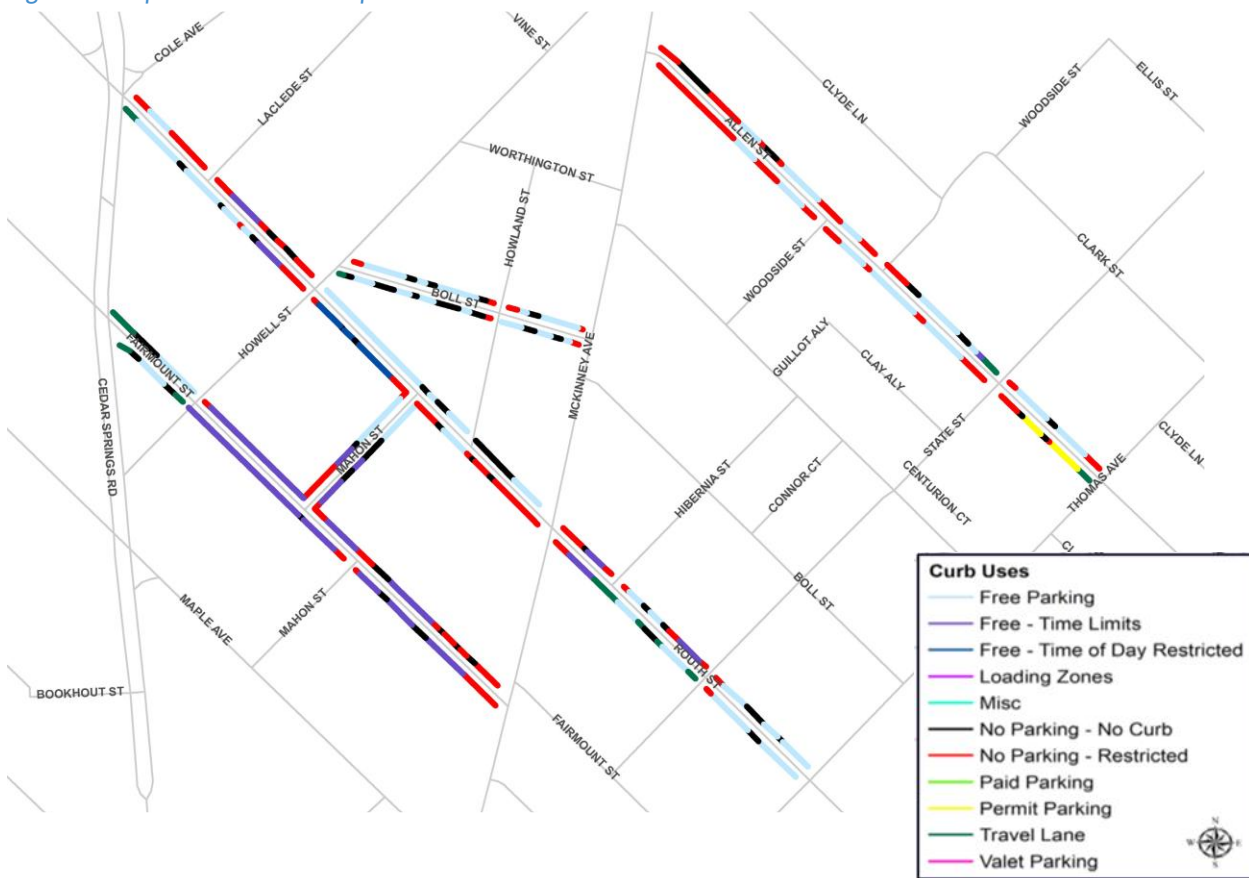 COLE AVE
VINE ST
LACLEDE ST
CLYDE LN
ELLIS ST
WOODSIDE ST
ALLEN ST
WORTHINGTON ST
HOWLAND ST
CLARK ST
WOODSIDE ST
BOLL ST
HOWELL ST
MCKINNEY AVE
GUILLOT ALY
CLAY ALY
FAIRMOUNT ST
CEDAR SPRINGS RD
STATE ST
MAHON ST
CLYDE LN
THOMAS AVE
HIBERNIA ST
CONNOR CT
CENTURION CT
BOLL ST
MAPLE AVE
MAHON ST
ROUTH ST
BOOKHOUT ST
FAIRMOUNT ST
Curb Uses
Free Parking
Free - Time Limits
Free - Time of Day Restricted
Loading Zones
Misc
No Parking - No Curb
No Parking - Restricted
Paid Parking
Permit Parking
Travel Lane
Valet Parking
N
W E
S